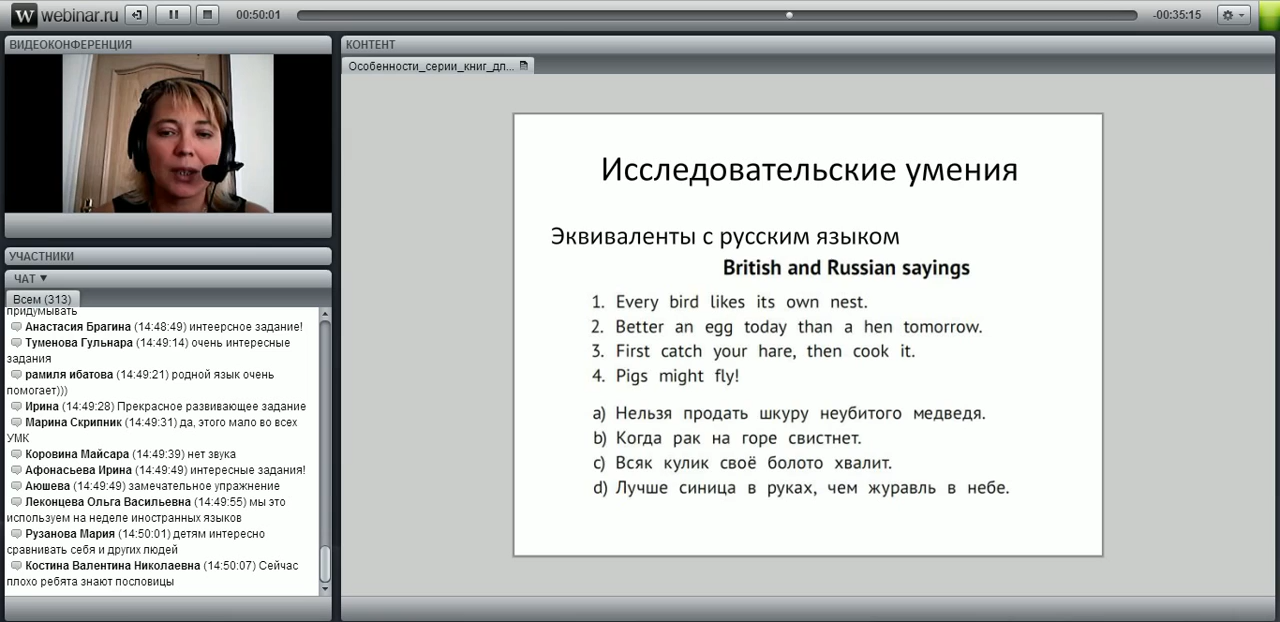 webinar.ru
00:50:01
-00:35:15
ВИДЕОКОНФЕРЕНЦИЯ
УЧАСТНИКИ
ЧАТ ▼
Всем (313)
придумывать
Анастасия Брагина (14:48:49) интеерсное задание!
Туменова Гульнара (14:49:14) очень интересные
задания
рамиля ибатова (14:49:21) родной язык очень
помогает)))
Ирина (14:49:28) Прекрасное развивающее задание
Марина Скрипник (14:49:31) да, этого мало во всех
УМК
Коровина Майсара (14:49:39) нет звука
Афонасьева Ирина (14:49:49) интересные задания!
Аюшева (14:49:49) замечательное упражнение
Леконцева Ольга Васильевна (14:49:55) мы это
используем на неделе иностранных языков
Рузанова Мария (14:50:01) детям интересно
сравнивать себя и других людей
Костина Валентина Николаевна (14:50:07) Сейчас
плохо ребята знают пословицы
КОНТЕНТ
Особенности_серии_книг_дл...
Исследовательские умения
Эквиваленты с русским языком
British and Russian sayings
1. Every bird likes its own nest.
2. Better an egg today than a hen tomorrow.
3. First catch your hare, then cook it.
4. Pigs might fly!
a) Нельзя продать шкуру неубитого медведя.
b) Когда рак на горе свистнет.
c) Всяк кулик своё болото хвалит.
d) Лучше синица в руках, чем журавль в небе.